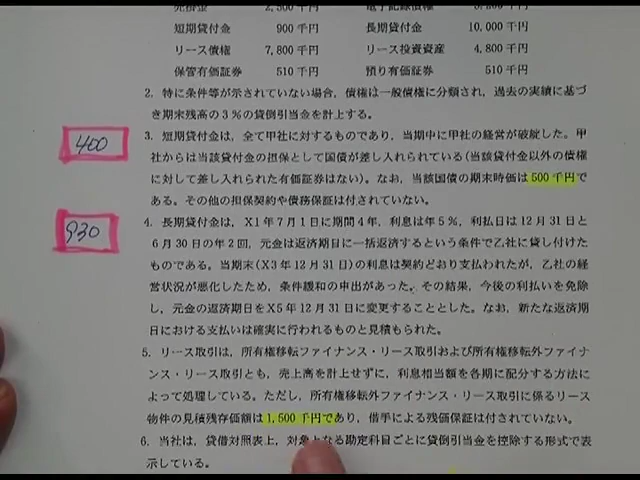 売掛金 2,500 千円 電子記録債権
短期貸付金 900 千円 長期貸付金 10,000 千円
リース債権 7,800 千円 リース投資資産 4,800 千円
保管有価証券 510 千円 預り有価証券 510 千円
2. 特に条件等が示されていない場合，債権は一般債権に分類され，過去の実績に基づ
き期末残高の3％の貸倒引当金を計上する。
400
3. 短期貸付金は，全て甲社に対するものであり，当期中に甲社の経営が破綻した。甲
社からは当該貸付金の担保として国債が差し入れられている(当該貸付金以外の債権
に対して差し入れられた有価証券はない)。なお，当該国債の期末時価は 500 千円で
ある。その他の担保契約や債務保証は付されていない。
930
4. 長期貸付金は，X1年7月1日に期間4年，利息は年5％，利払日は12月31日と
6月30日の年2回，元金は返済期日に一括返済するという条件で乙社に貸し付けた
ものである。当期末(X3年12月31日)の利息は契約どおり支払われたが，乙社の経
営状況が悪化したため，条件緩和の申出があった。その結果，今後の利払いを免除
し，元金の返済期日をX5年12月31日に変更することとした。なお，新たな返済期
日における支払いは確実に行われるものと見積もられた。
5. リース取引は，所有権移転ファイナンス・リース取引および所有権移転外ファイナ
ンス・リース取引とも，売上高を計上せずに，利息相当額を各期に配分する方法に
よって処理している。ただし，所有権移転外ファイナンス・リース取引に係るリース
物件の見積残存価額は 1,500 千円であり，借手による残価保証は付されていない。
6. 当社は，貸借対照表上，対象となる勘定科目ごとに貸倒引当金を控除する形式で表
示している。